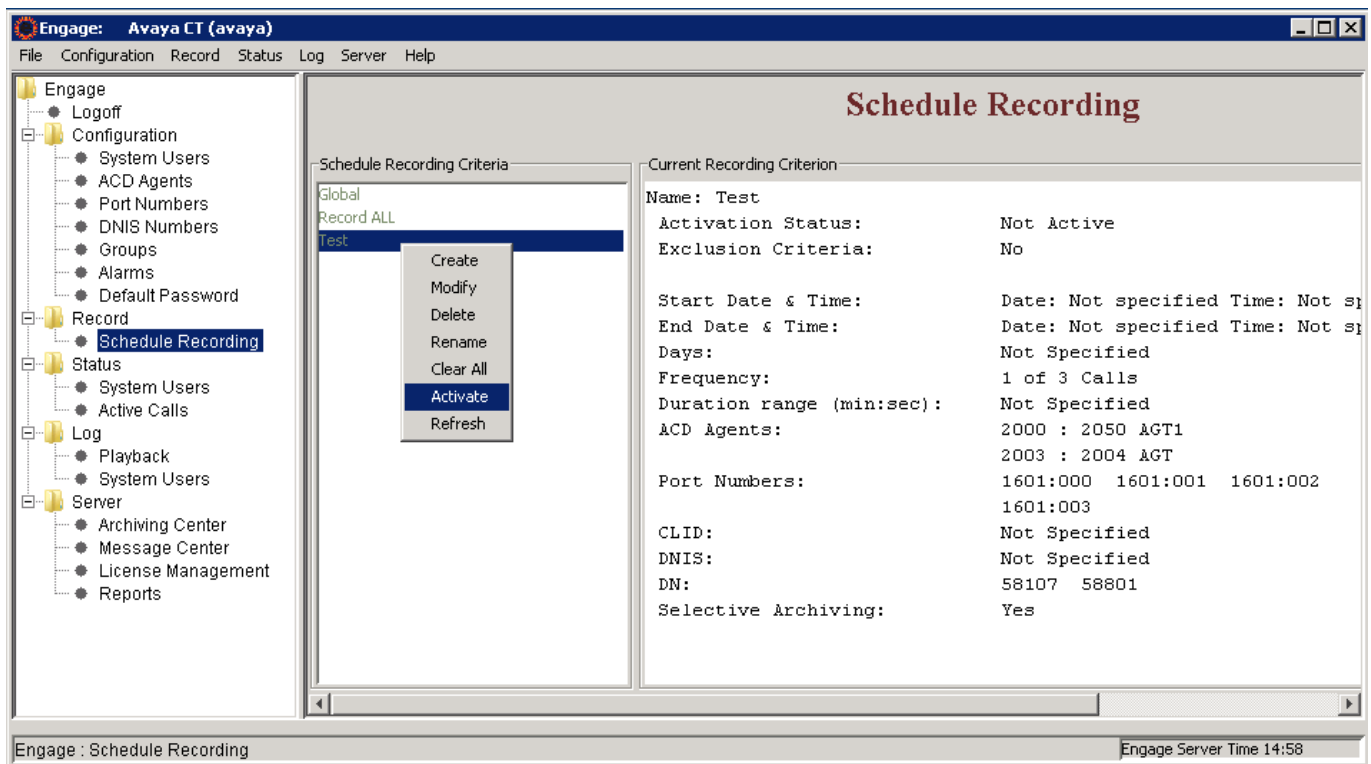 Engage: Avaya CT (avaya)
File Configuration Record Status Log Server Help
Engage
Logoff
Configuration
System Users
ACD Agents
Port Numbers
DNIS Numbers
Groups
Alarms
Default Password
Record
Schedule Recording
Status
System Users
Active Calls
Log
Playback
System Users
Server
Archiving Center
Message Center
License Management
Reports
Schedule Recording
Schedule Recording Criteria
Global
Record ALL
Test
Create
Modify
Delete
Rename
Clear All
Activate
Refresh
Current Recording Criterion
Name: Test
Activation Status: Not Active
Exclusion Criteria: No
Start Date & Time: Date: Not specified Time: Not sp
End Date & Time: Date: Not specified Time: Not sp
Days: Not Specified
Frequency: 1 of 3 Calls
Duration range (min:sec): Not Specified
ACD Agents: 2000 : 2050 AGT1
2003 : 2004 AGT
Port Numbers: 1601:000 1601:001 1601:002
1601:003
CLID: Not Specified
DNIS: Not Specified
DN: 58107 58801
Selective Archiving: Yes
Engage : Schedule Recording
Engage Server Time 14:58